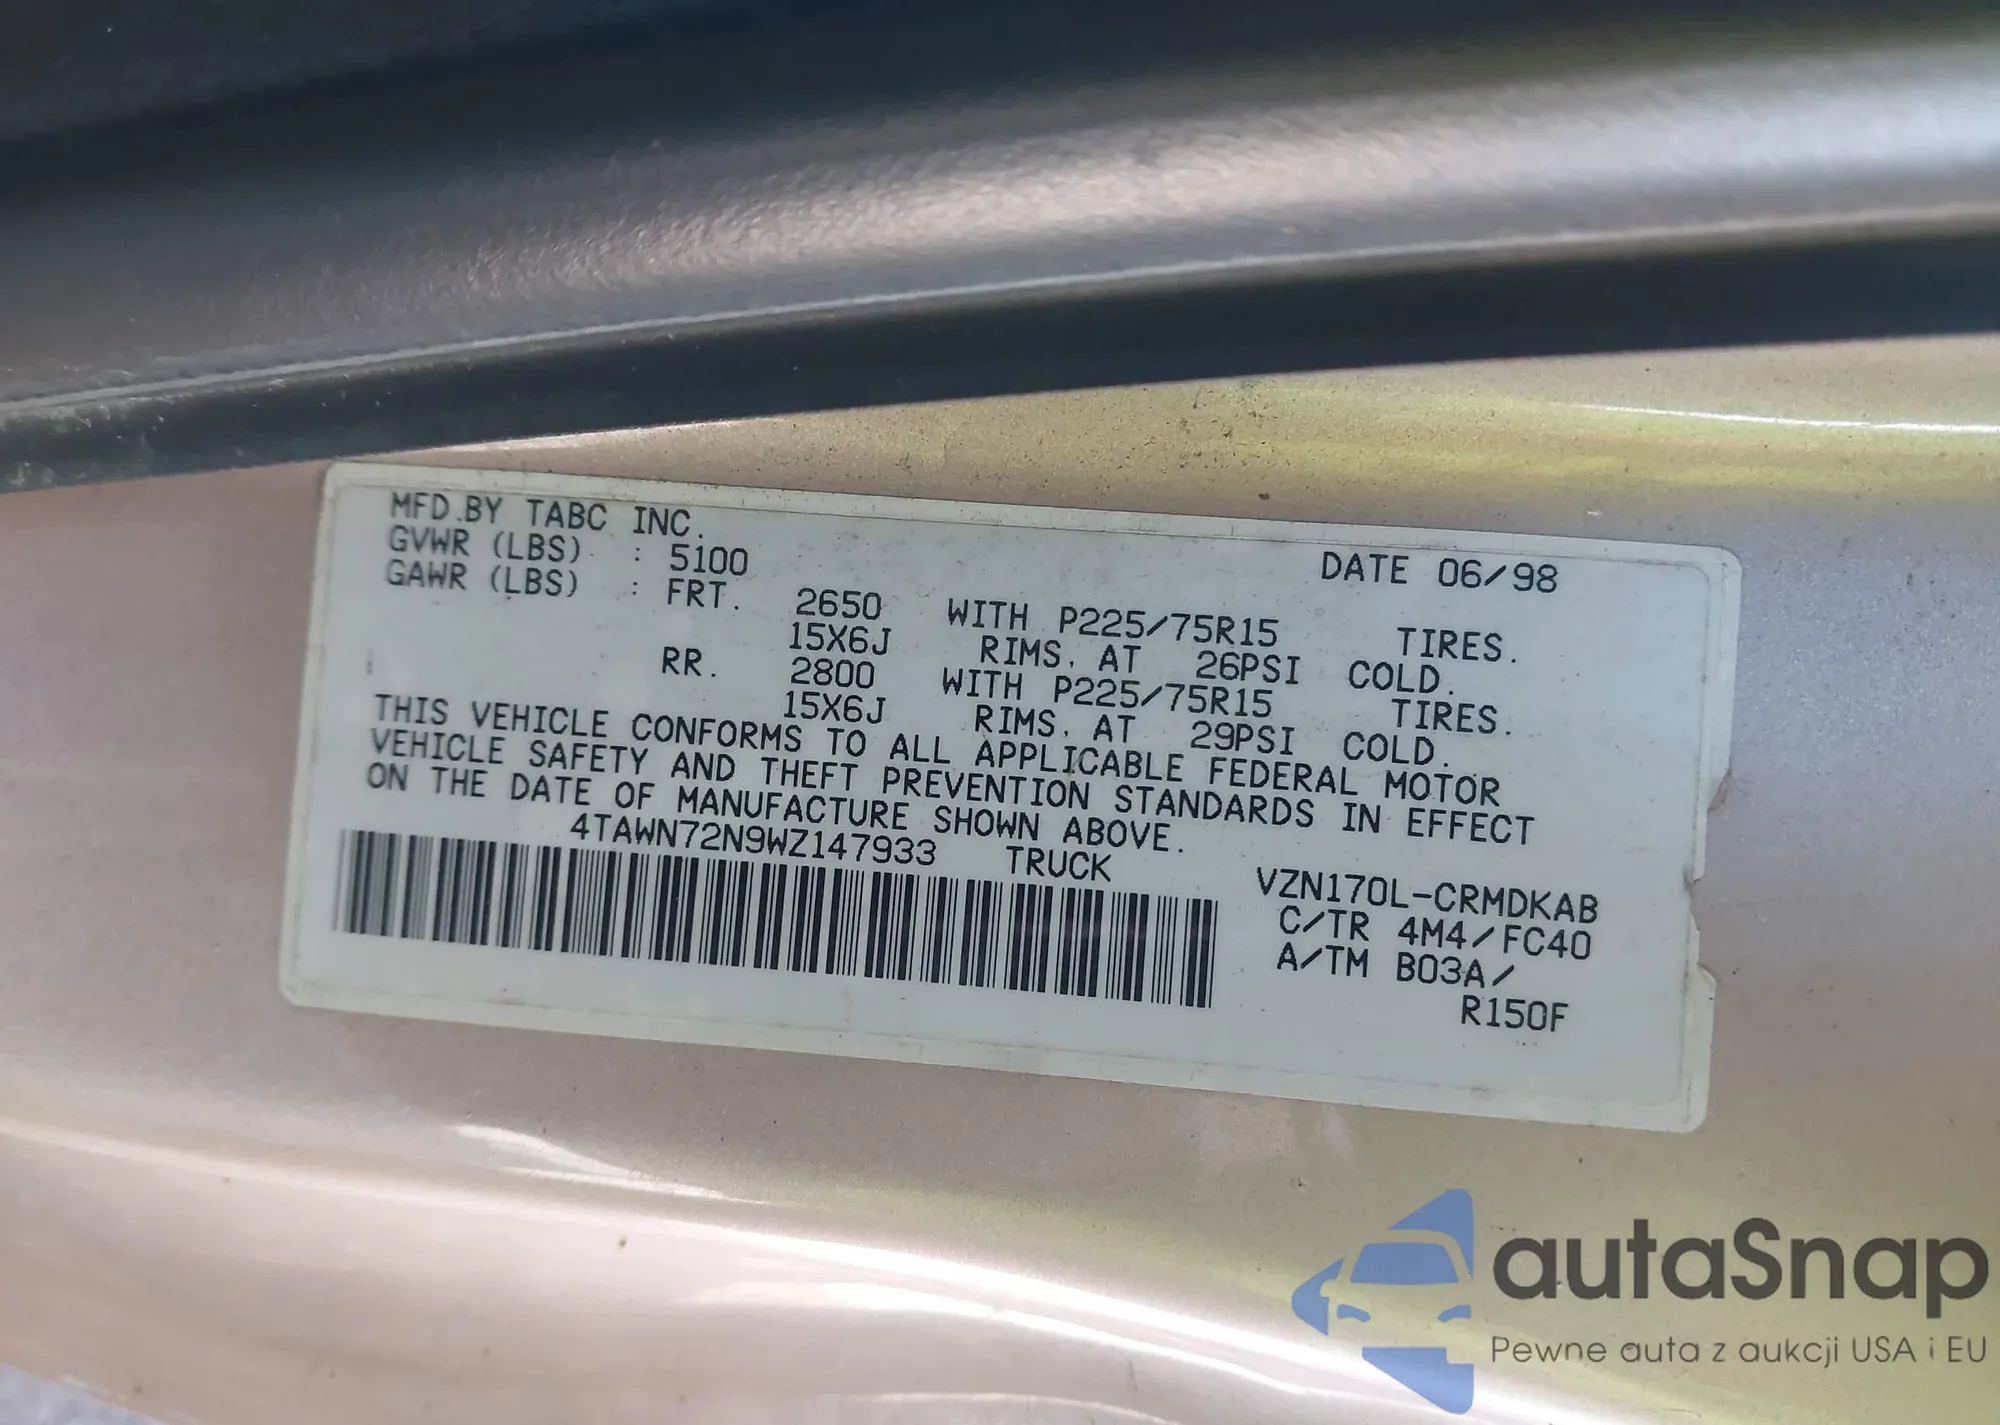 MFD.BY TABC INC. DATE 06/98
GVWR (LBS) : 5100
GAWR (LBS) : FRT. 2650 WITH P225/75R15 TIRES.
15X6J RIMS, AT 26PSI COLD.
RR. 2800 WITH P225/75R15 TIRES.
15X6J RIMS, AT 29PSI COLD.
THIS VEHICLE CONFORMS TO ALL APPLICABLE FEDERAL MOTOR
VEHICLE SAFETY AND THEFT PREVENTION STANDARDS IN EFFECT
ON THE DATE OF MANUFACTURE SHOWN ABOVE.
4TAWN72N9WZ147933 TRUCK
VZN170L-CRMDKAB
C/TR 4M4/FC40
A/TM B03A/
R150F
autaSnap
Pewne auta z aukcji USA i EU